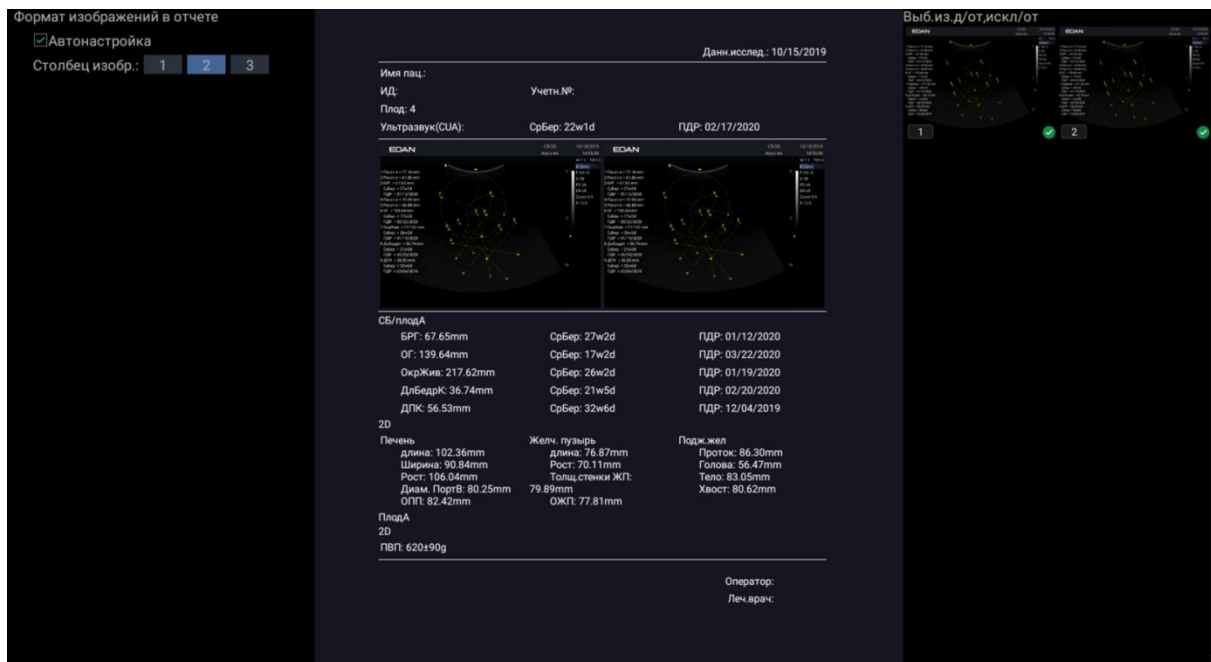 Формат изображений в отчете
Автонастройка
Столбец изобр.: 1 2 3
Данн.исслед.: 10/15/2019
Имя пац.:
ИД: Учетн.№:
Плод: 4
Ультразвук(CUA): СрБер: 22w1d ПДР: 02/17/2020
EDAN EDAN
СБ/плодА
БРГ: 67.65mm СрБер: 27w2d ПДР: 01/12/2020
ОГ: 139.64mm СрБер: 17w2d ПДР: 03/22/2020
ОкрЖив: 217.62mm СрБер: 26w2d ПДР: 01/19/2020
ДлБедрК: 36.74mm СрБер: 21w5d ПДР: 02/20/2020
ДПК: 56.53mm СрБер: 32w6d ПДР: 12/04/2019
2D
Печень Желч. пузырь Подж.жел
длина: 102.36mm длина: 76.87mm Проток: 86.30mm
Ширина: 90.84mm Рост: 70.11mm Голова: 56.47mm
Рост: 106.04mm Толщ.стенки ЖП: Тело: 83.05mm
Диам. ПортВ: 80.25mm 79.89mm Хвост: 80.62mm
ОПП: 82.42mm ОЖП: 77.81mm
ПлодА
2D
ПВП: 620±90g
Оператор:
Леч.врач:
Выб.из.д/от,искл/от
EDAN EDAN
1 2